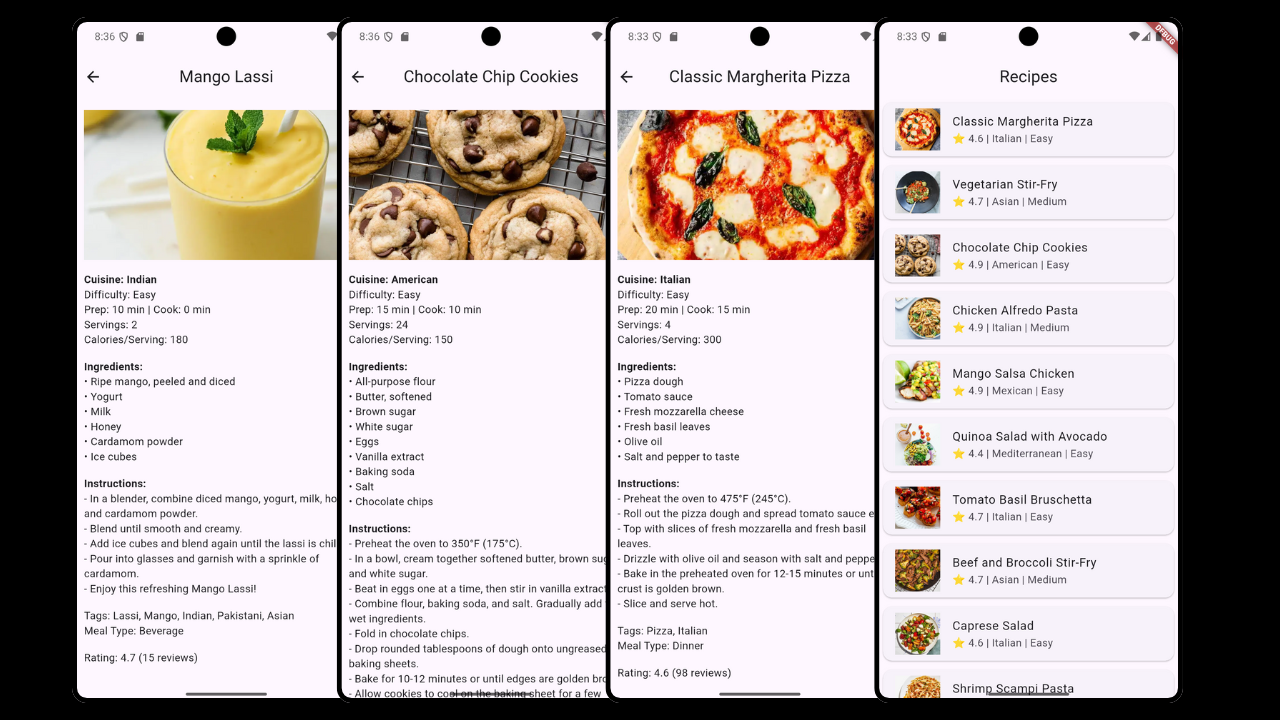 8:36
Mango Lassi
Cuisine: Indian
Difficulty: Easy
Prep: 10 min | Cook: 0 min
Servings: 2
Calories/Serving: 180
Ingredients:
• Ripe mango, peeled and diced
• Yogurt
• Milk
• Honey
• Cardamom powder
• Ice cubes
Instructions:
- In a blender, combine diced mango, yogurt, milk, ho
and cardamom powder.
- Blend until smooth and creamy.
- Add ice cubes and blend again until the lassi is chil
- Pour into glasses and garnish with a sprinkle of
cardamom.
- Enjoy this refreshing Mango Lassi!
Tags: Lassi, Mango, Indian, Pakistani, Asian
Meal Type: Beverage
Rating: 4.7 (15 reviews)
8:36
Chocolate Chip Cookies
Cuisine: American
Difficulty: Easy
Prep: 15 min | Cook: 10 min
Servings: 24
Calories/Serving: 150
Ingredients:
• All-purpose flour
• Butter, softened
• Brown sugar
• White sugar
• Eggs
• Vanilla extract
• Baking soda
• Salt
• Chocolate chips
Instructions:
- Preheat the oven to 350°F (175°C).
- In a bowl, cream together softened butter, brown sug
and white sugar.
- Beat in eggs one at a time, then stir in vanilla extract
- Combine flour, baking soda, and salt. Gradually add
wet ingredients.
- Fold in chocolate chips.
- Drop rounded tablespoons of dough onto ungreased
baking sheets.
- Bake for 10-12 minutes or until edges are golden bro
- Allow cookies to cool on the baking sheet for a few
8:33
Classic Margherita Pizza
Cuisine: Italian
Difficulty: Easy
Prep: 20 min | Cook: 15 min
Servings: 4
Calories/Serving: 300
Ingredients:
• Pizza dough
• Tomato sauce
• Fresh mozzarella cheese
• Fresh basil leaves
• Olive oil
• Salt and pepper to taste
Instructions:
- Preheat the oven to 475°F (245°C).
- Roll out the pizza dough and spread tomato sauce e
- Top with slices of fresh mozzarella and fresh basil
leaves.
- Drizzle with olive oil and season with salt and peppe
- Bake in the preheated oven for 12-15 minutes or unt
crust is golden brown.
- Slice and serve hot.
Tags: Pizza, Italian
Meal Type: Dinner
Rating: 4.6 (98 reviews)
8:33
DEBUG
Recipes
Classic Margherita Pizza
⭐ 4.6 | Italian | Easy
Vegetarian Stir-Fry
⭐ 4.7 | Asian | Medium
Chocolate Chip Cookies
⭐ 4.9 | American | Easy
Chicken Alfredo Pasta
⭐ 4.9 | Italian | Medium
Mango Salsa Chicken
⭐ 4.9 | Mexican | Easy
Quinoa Salad with Avocado
⭐ 4.4 | Mediterranean | Easy
Tomato Basil Bruschetta
⭐ 4.7 | Italian | Easy
Beef and Broccoli Stir-Fry
⭐ 4.7 | Asian | Medium
Caprese Salad
⭐ 4.6 | Italian | Easy
Shrimp Scampi Pasta